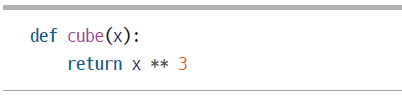 def cube(x):
    return x ** 3